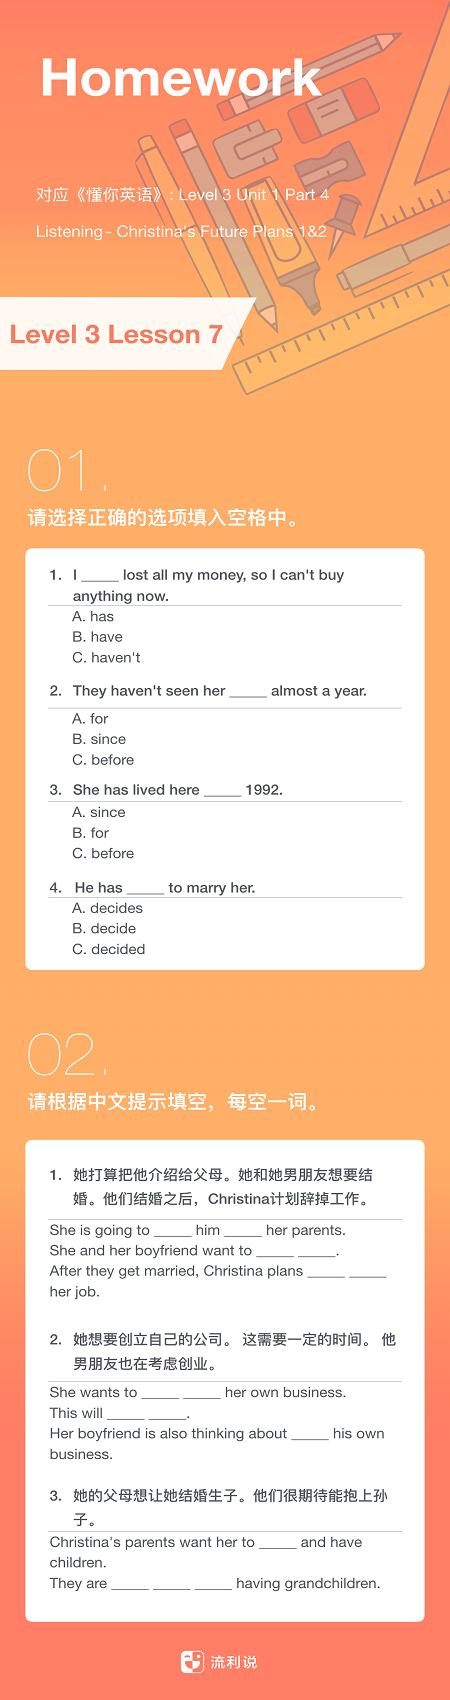 Homework
对应《懂你英语》: Level 3 Unit 1 Part 4
Listening - Christina's Future Plans 1&2
Level 3 Lesson 7
01.
请选择正确的选项填入空格中。
1. I _____ lost all my money, so I can't buy
anything now.
A. has
B. have
C. haven't
2. They haven't seen her _____ almost a year.
A. for
B. since
C. before
3. She has lived here _____ 1992.
A. since
B. for
C. before
4. He has _____ to marry her.
A. decides
B. decide
C. decided
02.
请根据中文提示填空，每空一词。
1. 她打算把他介绍给父母。她和她男朋友想要结
婚。他们结婚之后，Christina计划辞掉工作。
She is going to _____ him _____ her parents.
She and her boyfriend want to _____ _____.
After they get married, Christina plans _____ _____
her job.
2. 她想要创立自己的公司。 这需要一定的时间。 他
男朋友也在考虑创业。
She wants to _____ _____ her own business.
This will _____ _____.
Her boyfriend is also thinking about _____ his own
business.
3. 她的父母想让她结婚生子。他们很期待能抱上孙
子。
Christina's parents want her to _____ and have
children.
They are _____ _____ _____ having grandchildren.
流利说